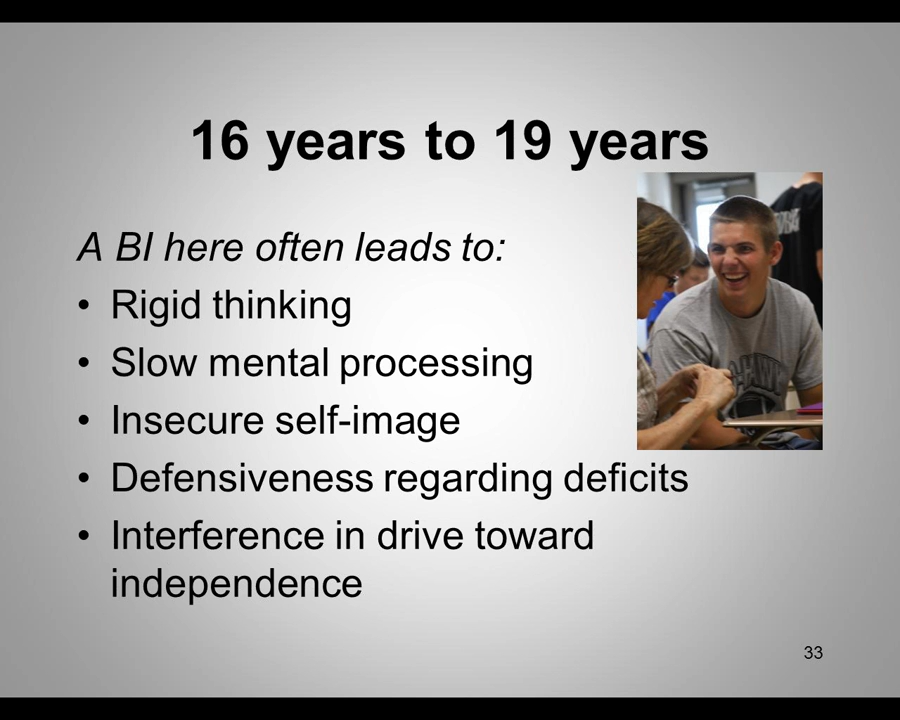 16 years to 19 years
A BI here often leads to:
• Rigid thinking
• Slow mental processing
• Insecure self-image
• Defensiveness regarding deficits
• Interference in drive toward
independence
33